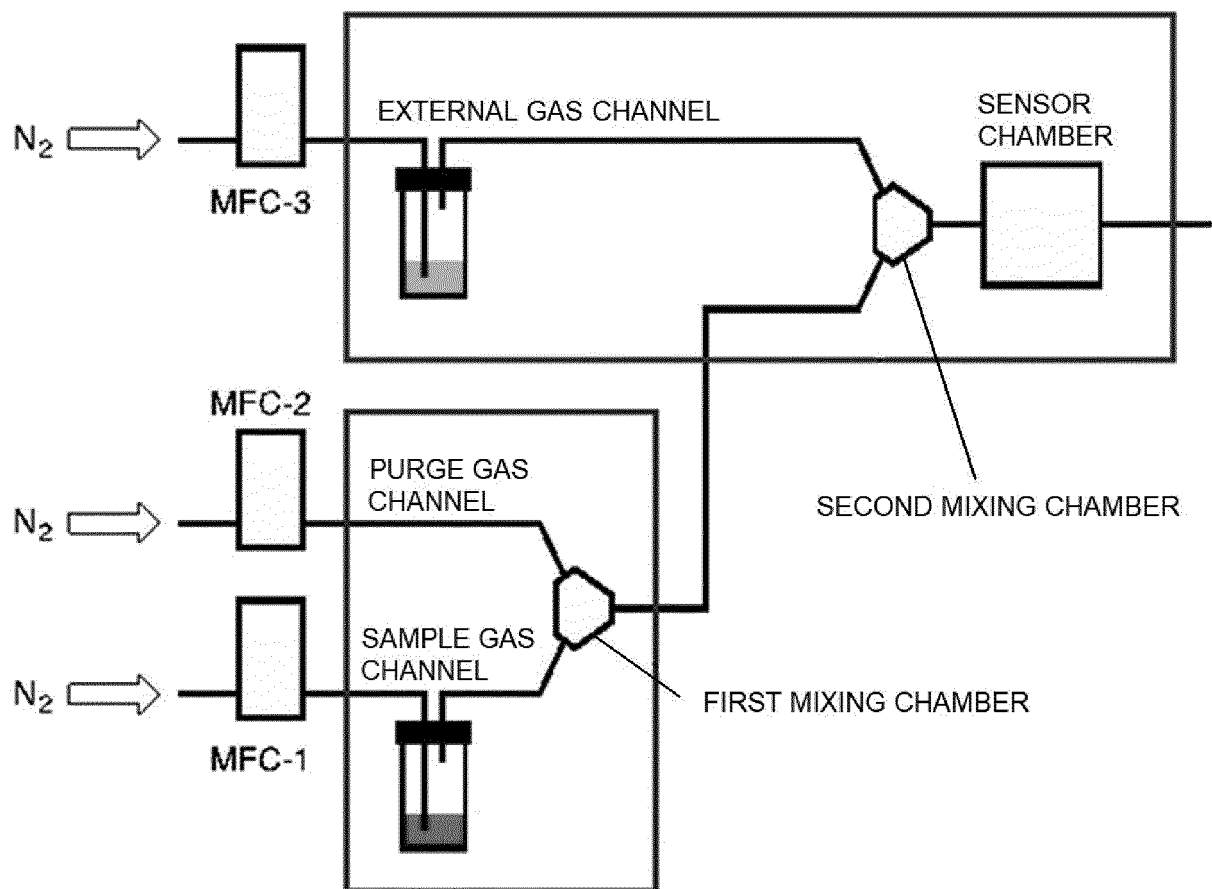 EXTERNAL GAS CHANNEL
SENSOR
CHAMBER
N₂
MFC-3
MFC-2
PURGE GAS
CHANNEL
N₂
SECOND MIXING CHAMBER
SAMPLE GAS
CHANNEL
N₂
FIRST MIXING CHAMBER
MFC-1